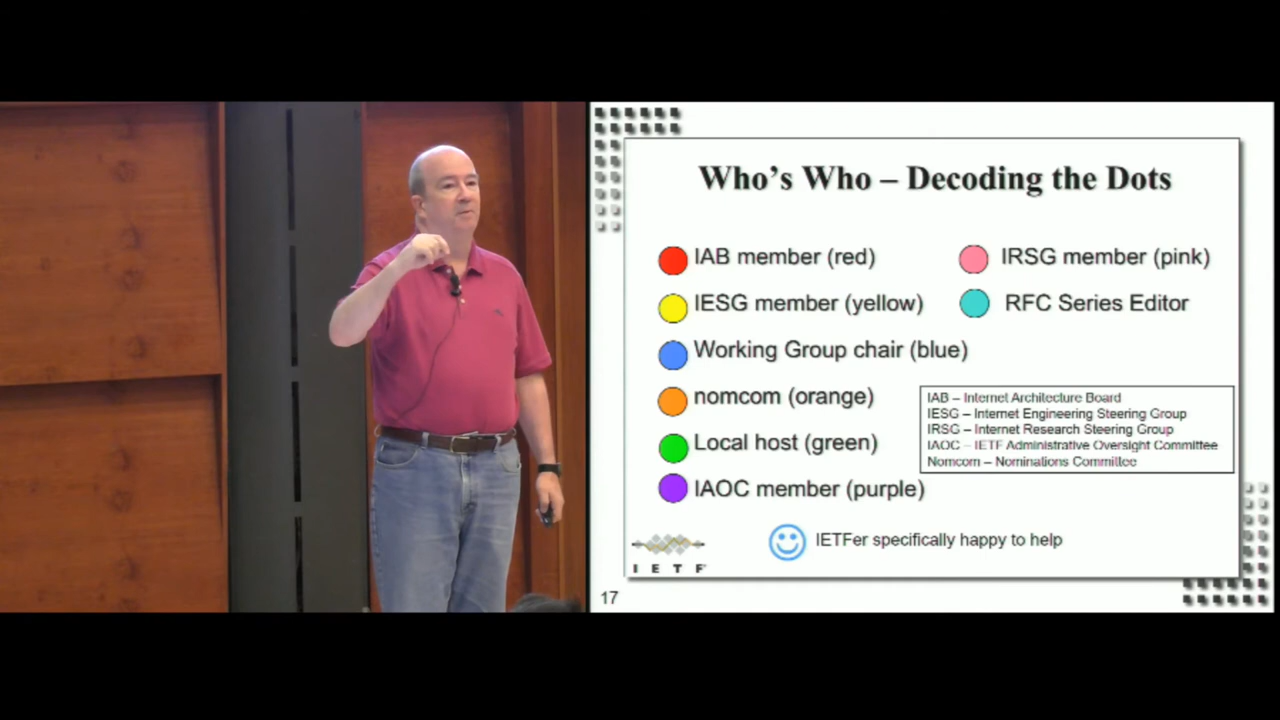 Who's Who – Decoding the Dots
IAB member (red)
IESG member (yellow)
Working Group chair (blue)
nomcom (orange)
Local host (green)
IAOC member (purple)
IRSG member (pink)
RFC Series Editor
IAB – Internet Architecture Board
IESG – Internet Engineering Steering Group
IRSG – Internet Research Steering Group
IAOC – IETF Administrative Oversight Committee
Nomcom – Nominations Committee
IETFer specifically happy to help
I E T F
17